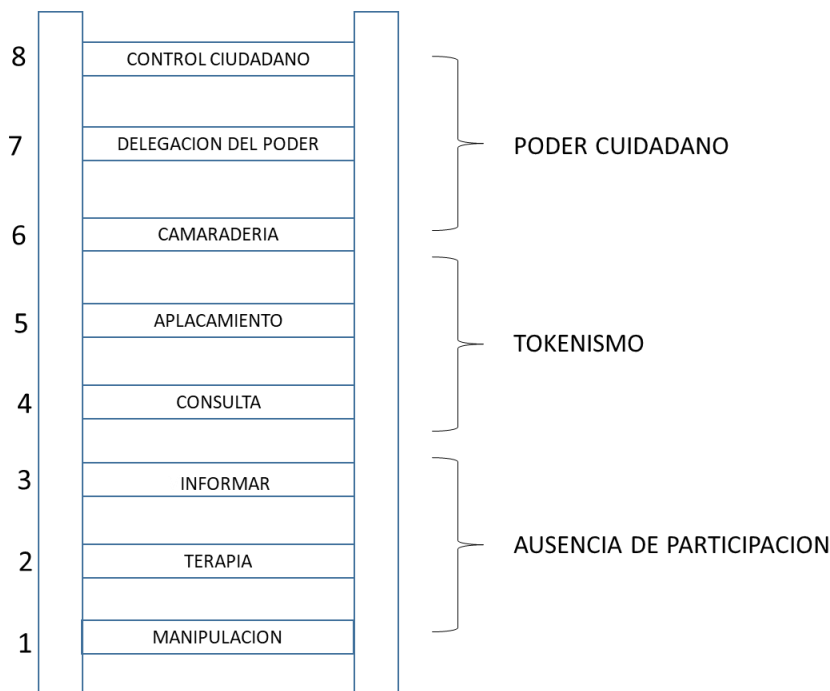 8 CONTROL CIUDADANO
7 DELEGACION DEL PODER
PODER CUIDADANO
6 CAMARADERIA
5 APLACAMIENTO
TOKENISMO
4 CONSULTA
3 INFORMAR
AUSENCIA DE PARTICIPACION
2 TERAPIA
1 MANIPULACION